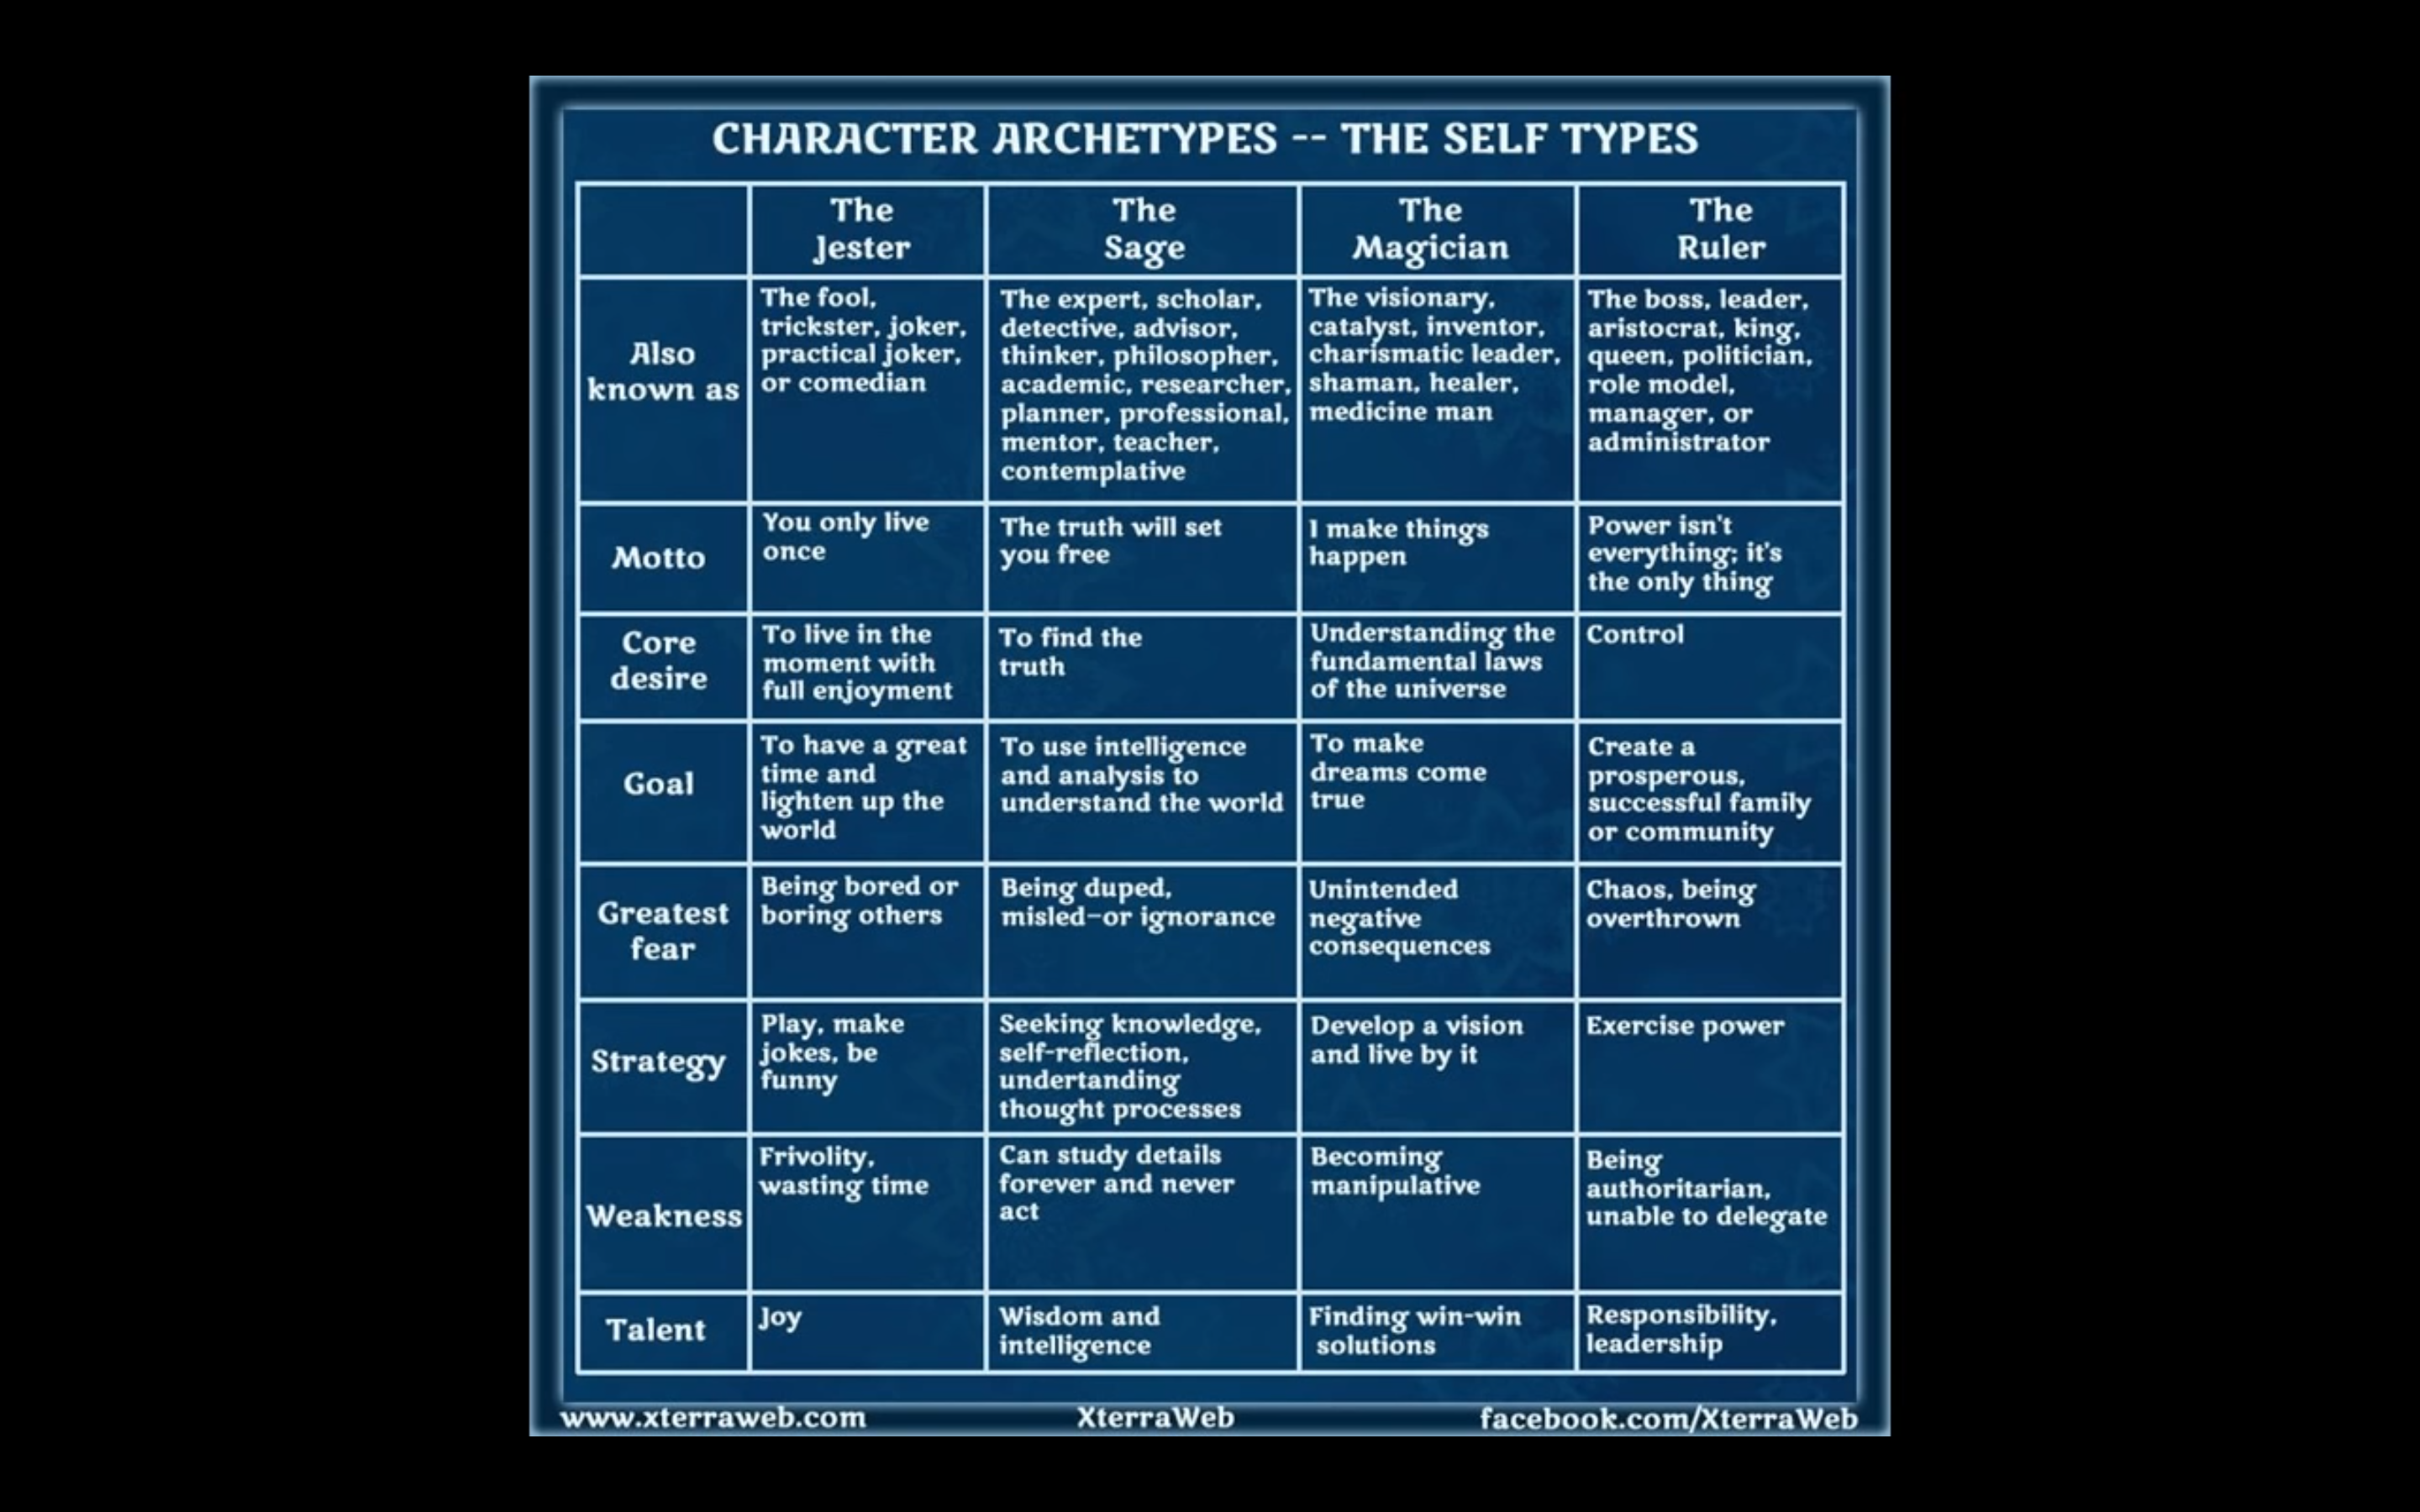 CHARACTER ARCHETYPES -- THE SELF TYPES
The
Jester
The
Sage
The
Magician
The
Ruler
Also
known as
The fool,
trickster, joker,
practical joker,
or comedian
The expert, scholar,
detective, advisor,
thinker, philosopher,
academic, researcher,
planner, professional,
mentor, teacher,
contemplative
The visionary,
catalyst, inventor,
charismatic leader,
shaman, healer,
medicine man
The boss, leader,
aristocrat, king,
queen, politician,
role model,
manager, or
administrator
Motto
You only live
once
The truth will set
you free
I make things
happen
Power isn't
everything; it's
the only thing
Core
desire
To live in the
moment with
full enjoyment
To find the
truth
Understanding the
fundamental laws
of the universe
Control
Goal
To have a great
time and
lighten up the
world
To use intelligence
and analysis to
understand the world
To make
dreams come
true
Create a
prosperous,
successful family
or community
Greatest
fear
Being bored or
boring others
Being duped,
misled–or ignorance
Unintended
negative
consequences
Chaos, being
overthrown
Strategy
Play, make
jokes, be
funny
Seeking knowledge,
self-reflection,
undertanding
thought processes
Develop a vision
and live by it
Exercise power
Weakness
Frivolity,
wasting time
Can study details
forever and never
act
Becoming
manipulative
Being
authoritarian,
unable to delegate
Talent
Joy
Wisdom and
intelligence
Finding win-win
solutions
Responsibility,
leadership
www.xterraweb.com
XterraWeb
facebook.com/XterraWeb